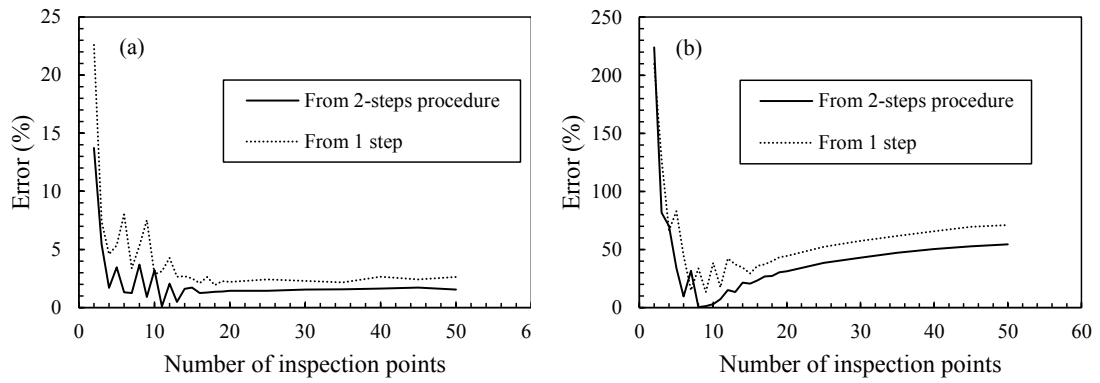 25
20
15
10
5
0
Error (%)
(a)
From 2-steps procedure
From 1 step
0 10 20 30 40 50
Number of inspection points
250
200
150
100
50
0
Error (%)
(b)
From 2-steps procedure
From 1 step
0 10 20 30 40 50 60
Number of inspection points